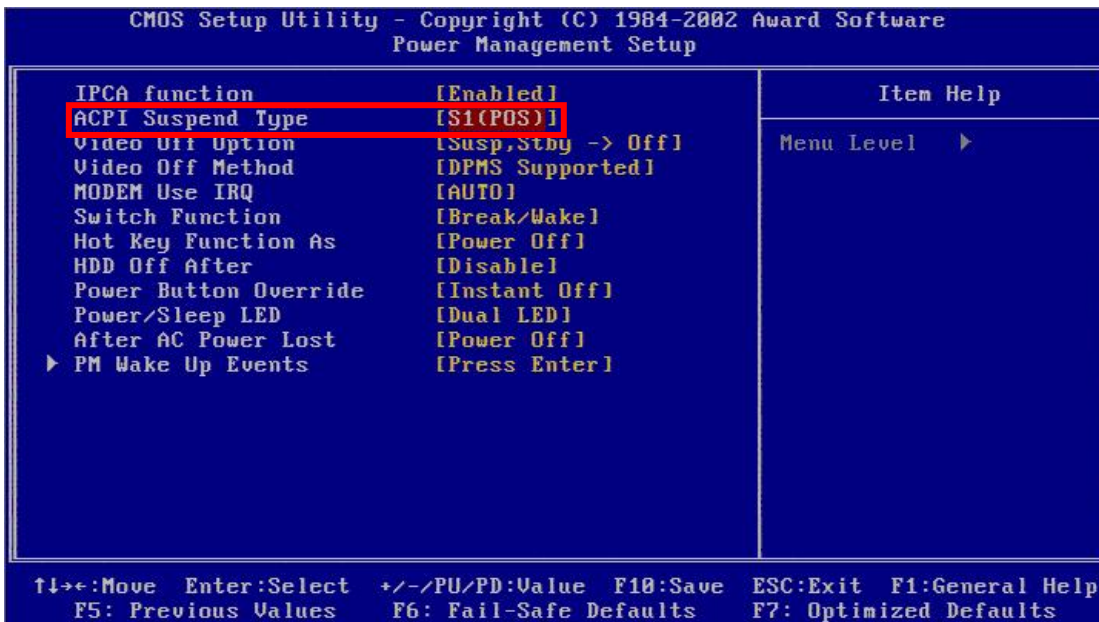 CMOS Setup Utility - Copyright (C) 1984-2002 Award Software
Power Management Setup
IPCA function [Enabled]
ACPI Suspend Type [S1(POS)]
Video Off Option [Susp,Stby -> Off]
Video Off Method [DPMS Supported]
MODEM Use IRQ [AUTO]
Switch Function [Break/Wake]
Hot Key Function As [Power Off]
HDD Off After [Disable]
Power Button Override [Instant Off]
Power/Sleep LED [Dual LED]
After AC Power Lost [Power Off]
▶ PM Wake Up Events [Press Enter]
Item Help
Menu Level ▶
↑↓→←:Move Enter:Select +/-/PU/PD:Value F10:Save ESC:Exit F1:General Help
F5: Previous Values F6: Fail-Safe Defaults F7: Optimized Defaults